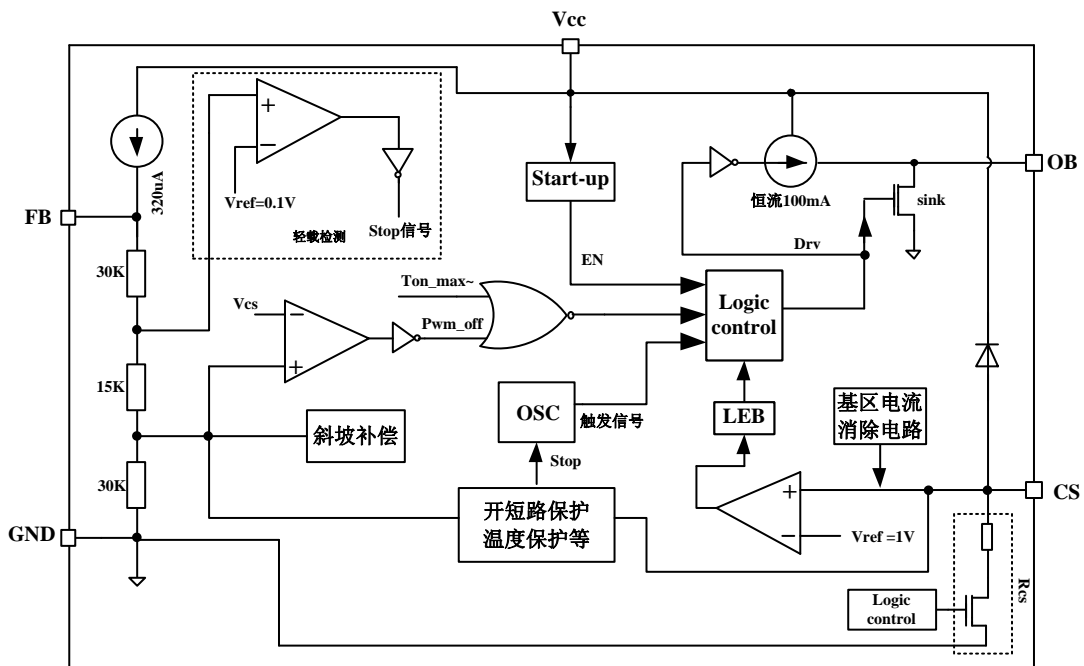 Vcc
320uA
Vref=0.1V
轻载检测
Stop信号
FB
30K
15K
30K
GND
Start-up
EN
恒流100mA
sink
OB
Drv
Ton_max~
Vcs
Pwm_off
Logic
control
OSC
触发信号
LEB
基区电流
消除电路
斜坡补偿
Stop
开短路保护
温度保护等
Vref =1V
CS
Rcs
Logic
control